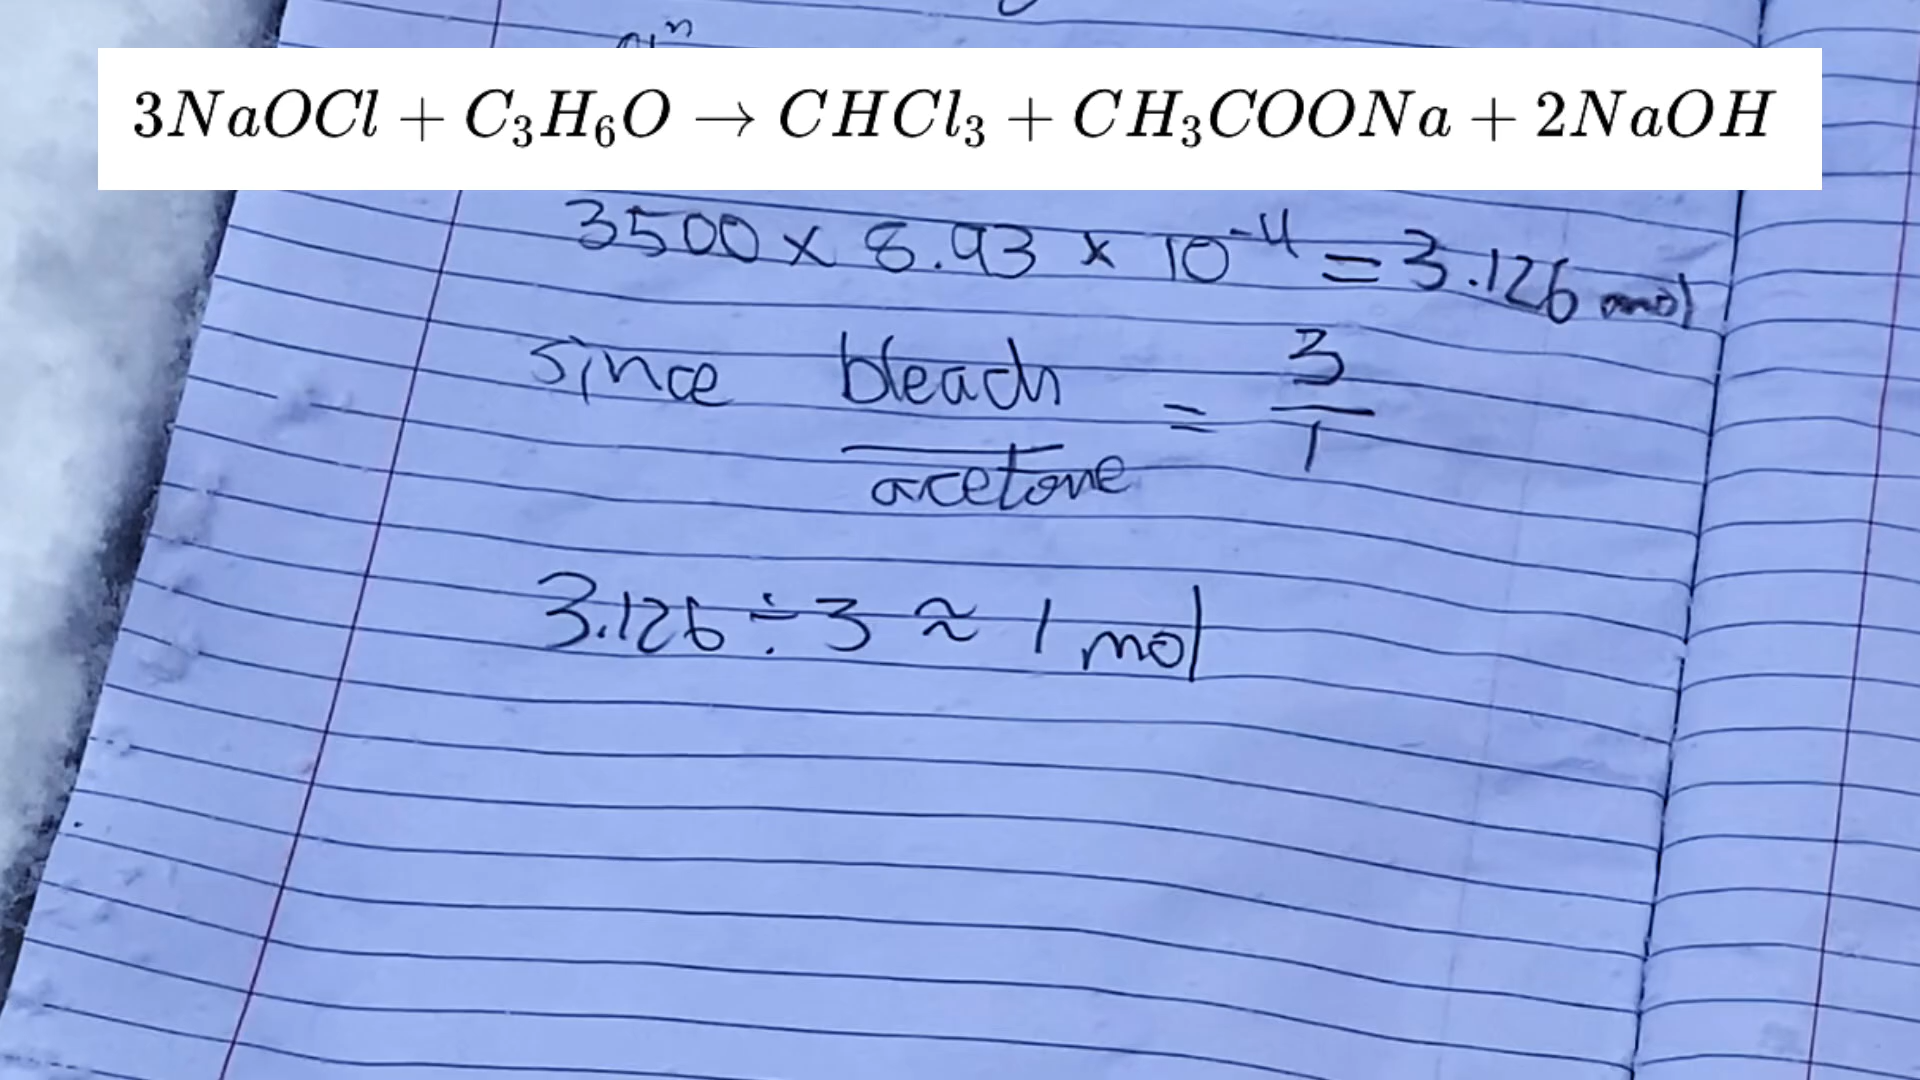 3NaOCl + C₃H₆O → CHCl₃ + CH₃COONa + 2NaOH
3500 × 8.93 × 10⁻⁴ = 3.126 mol
since bleach / acetone = 3 / 1
3.126 ÷ 3 ≈ 1 mol